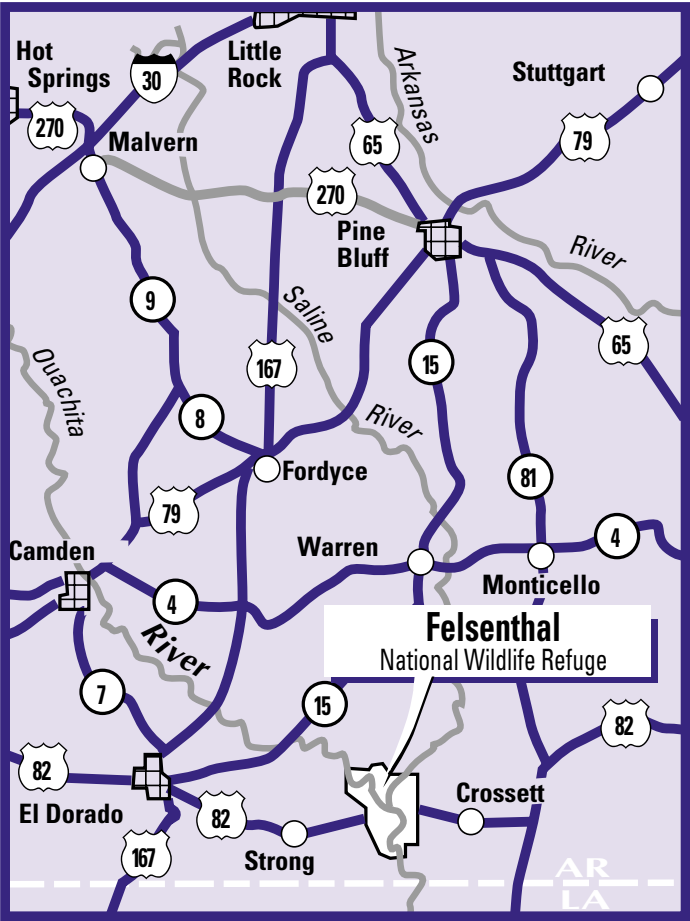 Hot
Springs
30
Little
Rock
Arkansas
Stuttgart
270
Malvern
65
79
270
Pine
Bluff
River
9
Saline
15
65
167
Ouachita
8
River
Fordyce
81
79
Camden
Warren
4
Monticello
4
River
Felsenthal
National Wildlife Refuge
7
15
82
82
El Dorado
82
Crossett
Strong
167
AR
LA